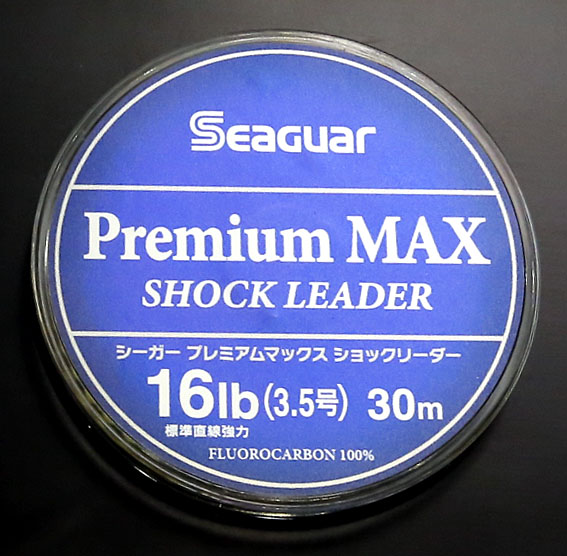 Seaguar
Premium MAX
SHOCK LEADER
シーガー プレミアムマックス ショックリーダー
16lb(3.5号) 30m
標準直線強力
FLUOROCARBON 100%